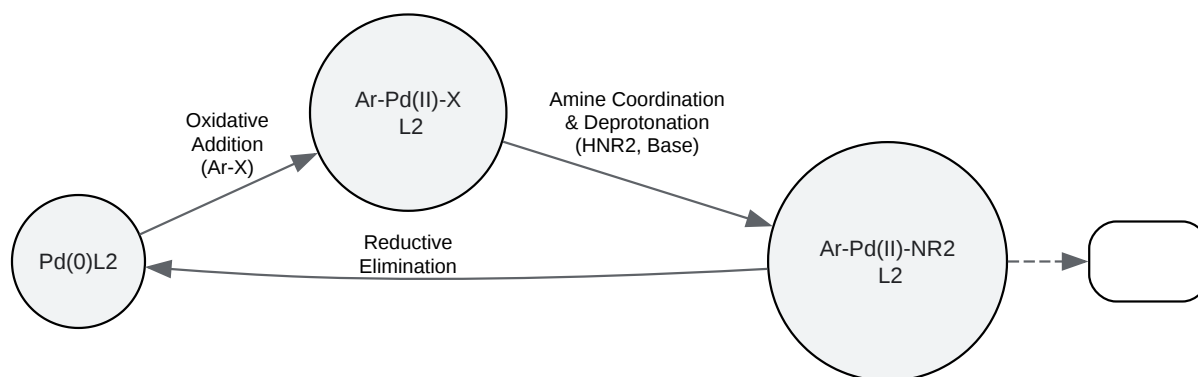 Oxidative
Addition
(Ar-X)
Ar-Pd(II)-X
L2
Amine Coordination
& Deprotonation
(HNR2, Base)
Pd(0)L2
Reductive
Elimination
Ar-Pd(II)-NR2
L2